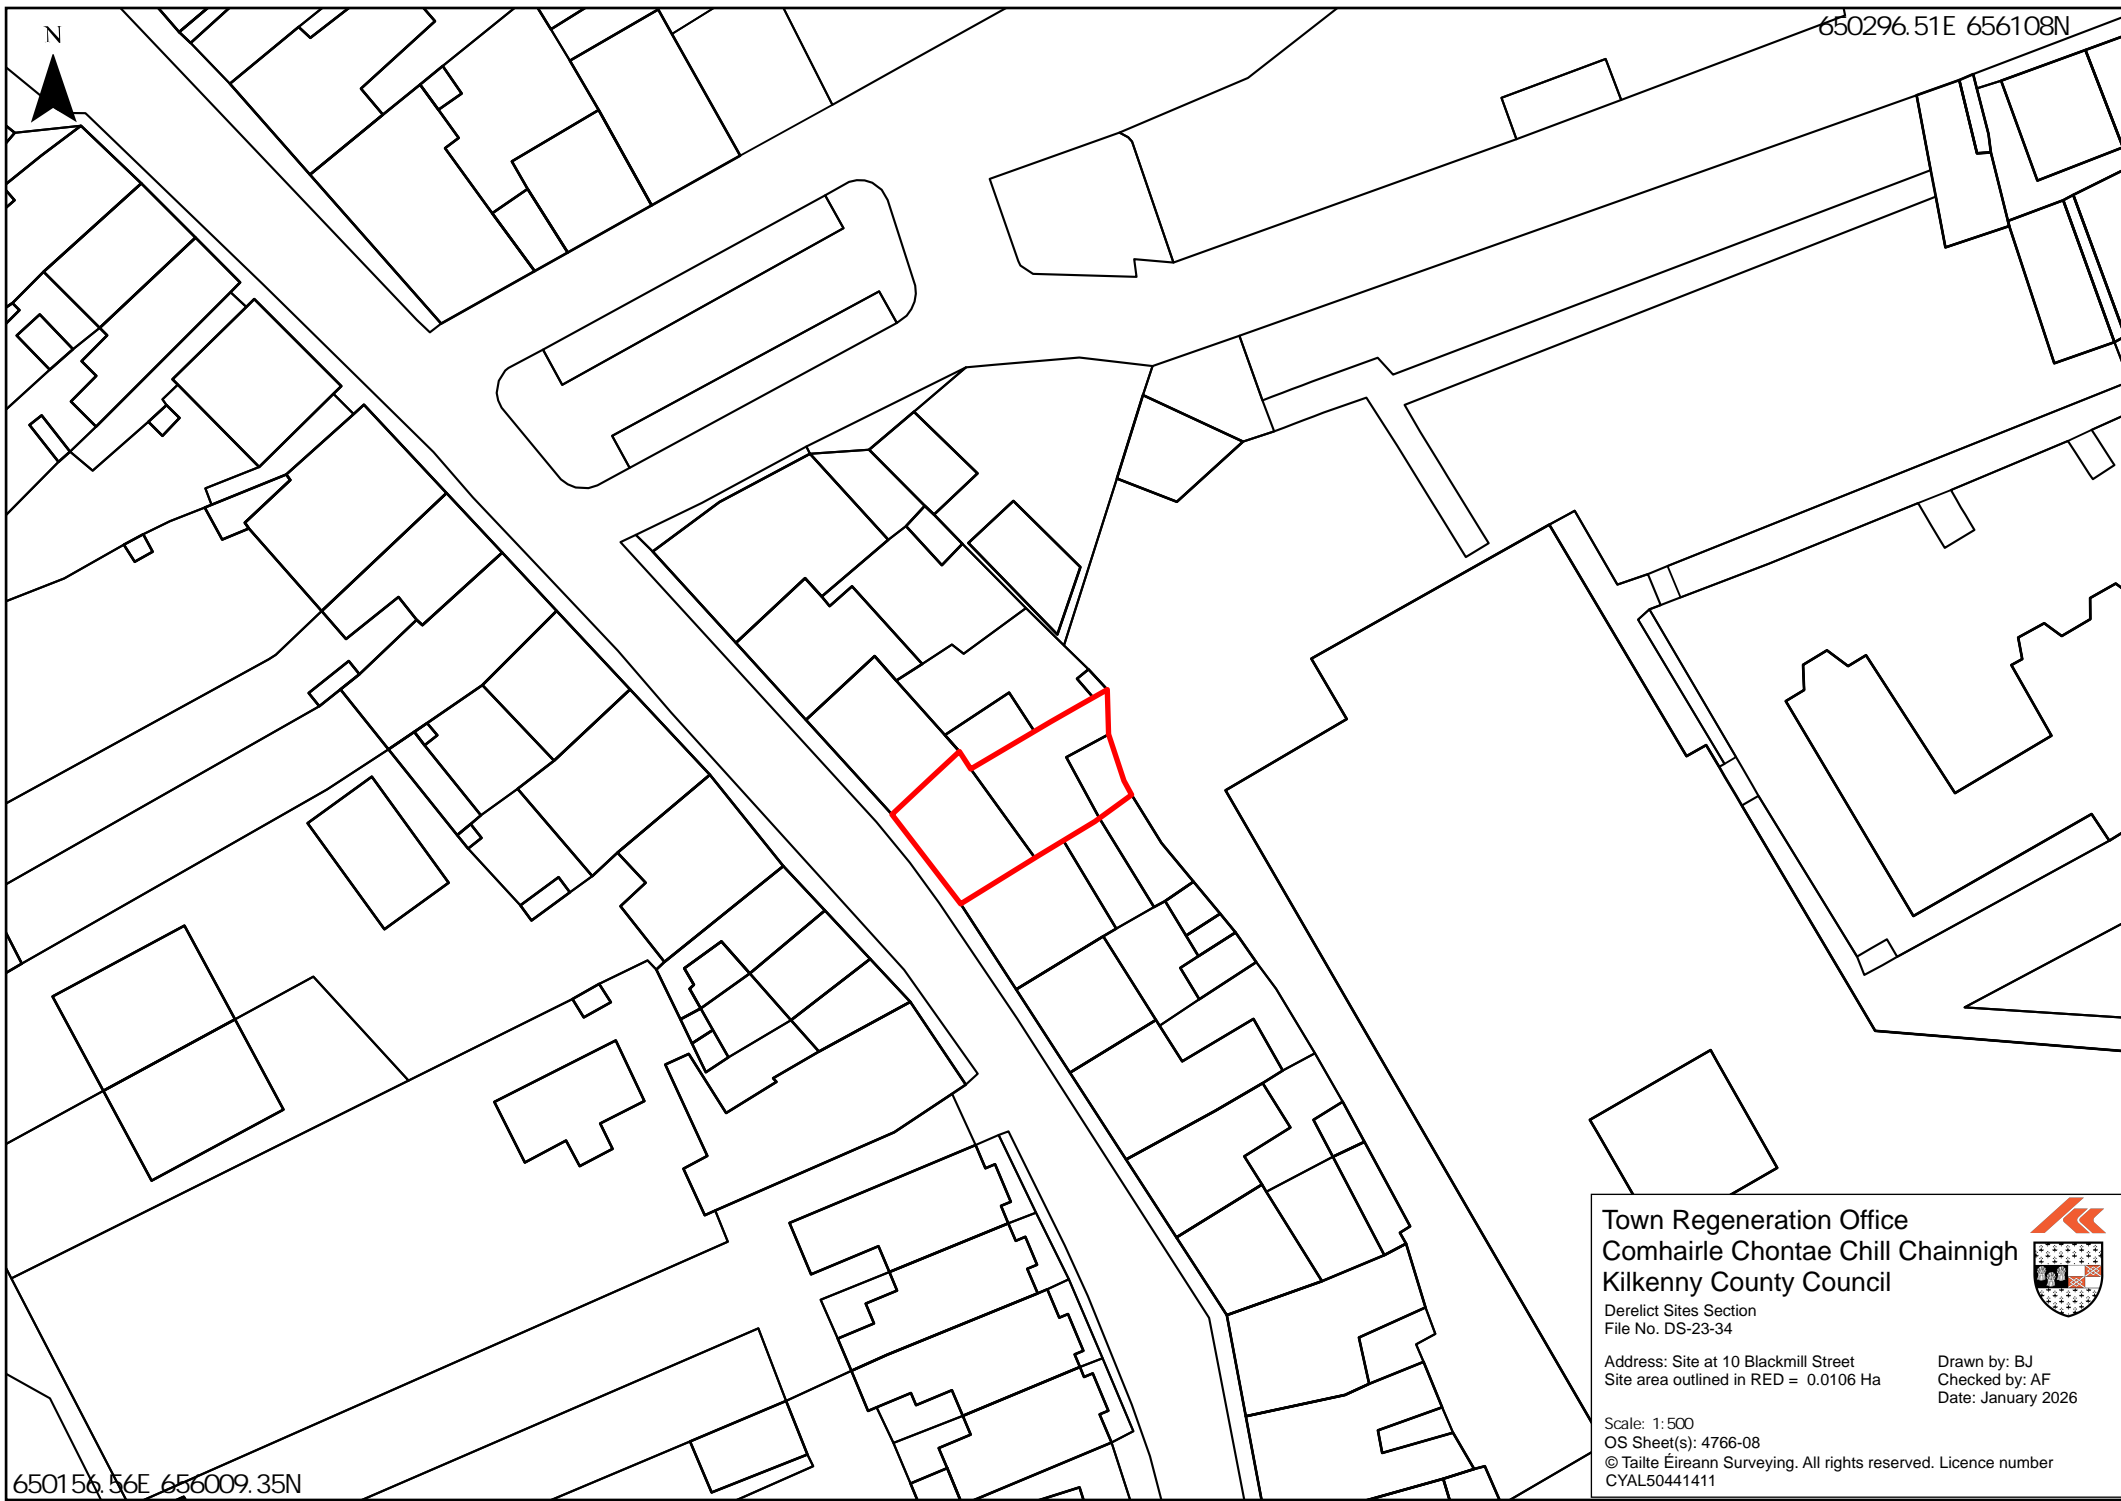 N
650296.51E 656108N
Town Regeneration Office
Comhairle Chontae Chill Chainnigh
Kilkenny County Council
Derelict Sites Section
File No. DS-23-34
Address: Site at 10 Blackmill Street
Site area outlined in RED = 0.0106 Ha
Drawn by: BJ
Checked by: AF
Date: January 2026
Scale: 1:500
OS Sheet(s): 4766-08
© Tailte Éireann Surveying. All rights reserved. Licence number
CYAL50441411
650156.56E 656009.35N